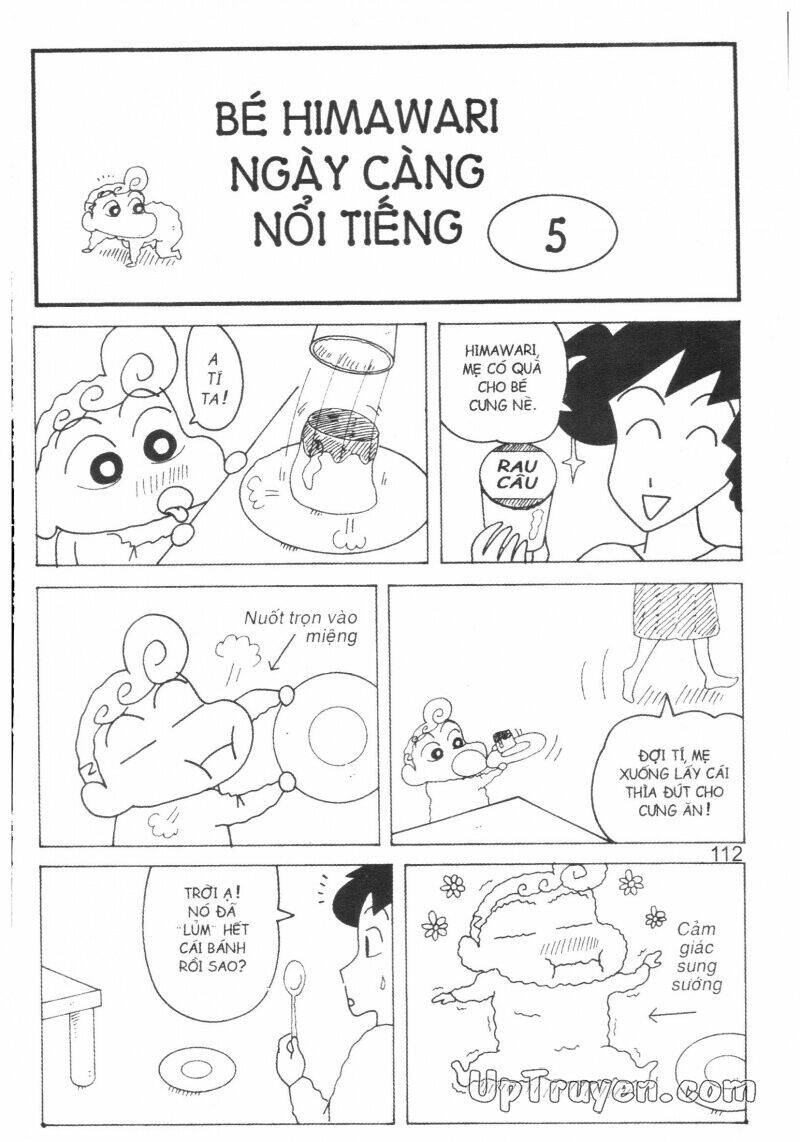 BÉ HIMAWARI
NGÀY CÀNG
NỔI TIẾNG
5
HIMAWARI,
MẸ CÓ QUÀ
CHO BÉ
CƯNG NÈ.
RAU
CÂU
A
TÍ
TA!
ĐỢI TÍ, MẸ
XUỐNG LẤY CÁI
THÌA ĐÚT CHO
CƯNG ĂN!
Nuốt trọn vào
miệng
112
Cảm
giác
sung
sướng
TRỜI Ạ!
NÓ ĐÃ
"LỦM" HẾT
CÁI BÁNH
RỒI SAO?
UpTruyen.com